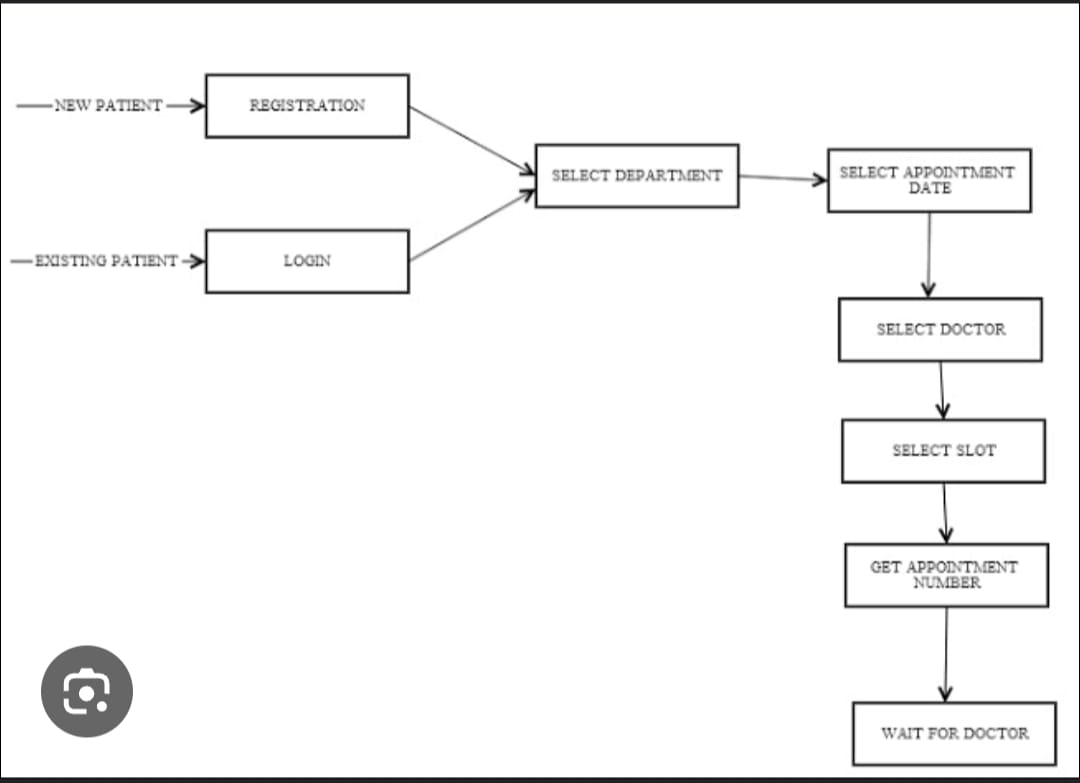 NEW PATIENT
REGISTRATION
SELECT DEPARTMENT
SELECT APPOINTMENT
DATE
EXISTING PATIENT
LOGIN
SELECT DOCTOR
SELECT SLOT
GET APPOINTMENT
NUMBER
WAIT FOR DOCTOR